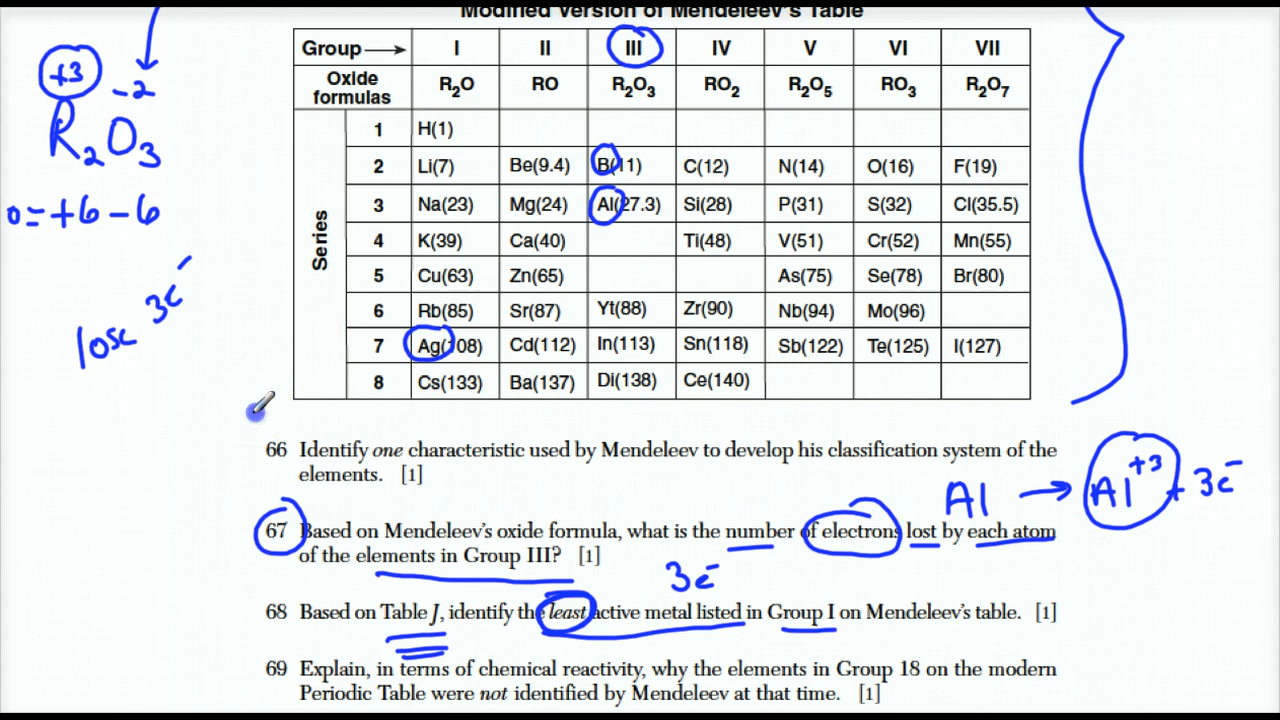 Modified Version of Mendeleev's Table
Group → I II III IV V VI VII
Oxide formulas R₂O RO R₂O₃ RO₂ R₂O₅ RO₃ R₂O₇
Series
1 H(1)
2 Li(7) Be(9.4) B(11) C(12) N(14) O(16) F(19)
3 Na(23) Mg(24) Al(27.3) Si(28) P(31) S(32) Cl(35.5)
4 K(39) Ca(40) Ti(48) V(51) Cr(52) Mn(55)
5 Cu(63) Zn(65) As(75) Se(78) Br(80)
6 Rb(85) Sr(87) Yt(88) Zr(90) Nb(94) Mo(96)
7 Ag(108) Cd(112) In(113) Sn(118) Sb(122) Te(125) I(127)
8 Cs(133) Ba(137) Di(138) Ce(140)
+3 -2
R₂O₃
0=+6-6
lose 3e⁻
66 Identify one characteristic used by Mendeleev to develop his classification system of the
elements. [1]
Al → Al⁺³ + 3e⁻
67 Based on Mendeleev's oxide formula, what is the number of electrons lost by each atom
of the elements in Group III? [1]
3e⁻
68 Based on Table J, identify the least active metal listed in Group I on Mendeleev's table. [1]
69 Explain, in terms of chemical reactivity, why the elements in Group 18 on the modern
Periodic Table were not identified by Mendeleev at that time. [1]